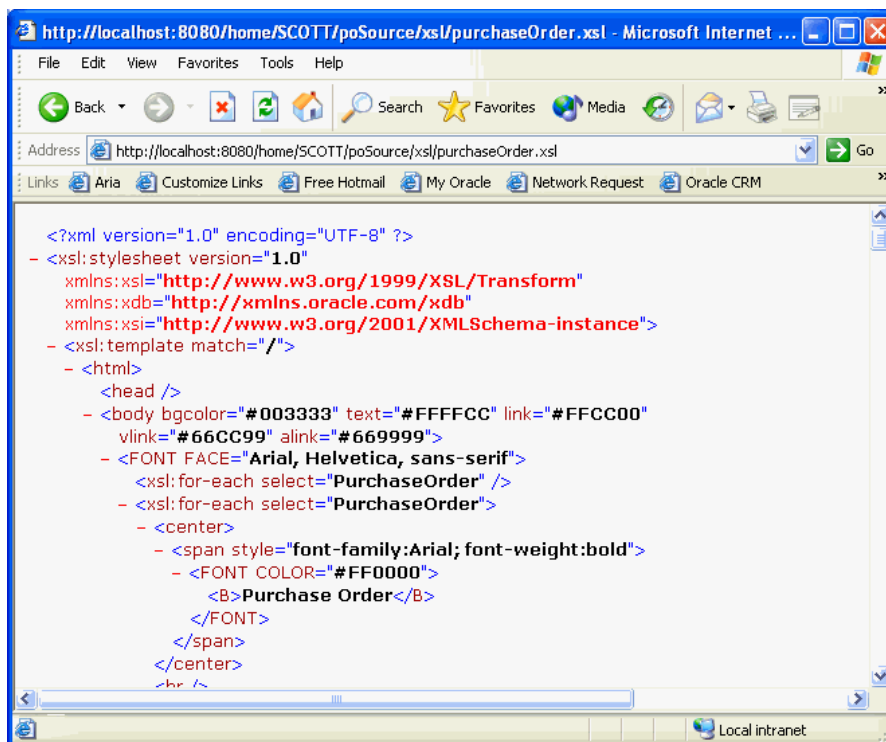 http://localhost:8080/home/SCOTT/poSource/xsl/purchaseOrder.xsl - Microsoft Internet ...
File Edit View Favorites Tools Help
Back Search Favorites Media
Address http://localhost:8080/home/SCOTT/poSource/xsl/purchaseOrder.xsl Go
Links Aria Customize Links Free Hotmail My Oracle Network Request Oracle CRM
<?xml version="1.0" encoding="UTF-8" ?>
- <xsl:stylesheet version="1.0"
xmlns:xsl="http://www.w3.org/1999/XSL/Transform"
xmlns:xdb="http://xmlns.oracle.com/xdb"
xmlns:xsi="http://www.w3.org/2001/XMLSchema-instance">
- <xsl:template match="/">
- <html>
<head />
- <body bgcolor="#003333" text="#FFFFCC" link="#FFCC00"
vlink="#66CC99" alink="#669999">
- <FONT FACE="Arial, Helvetica, sans-serif">
<xsl:for-each select="PurchaseOrder" />
- <xsl:for-each select="PurchaseOrder">
- <center>
- <span style="font-family:Arial; font-weight:bold">
- <FONT COLOR="#FF0000">
<B>Purchase Order</B>
</FONT>
</span>
</center>
<br />
Local intranet